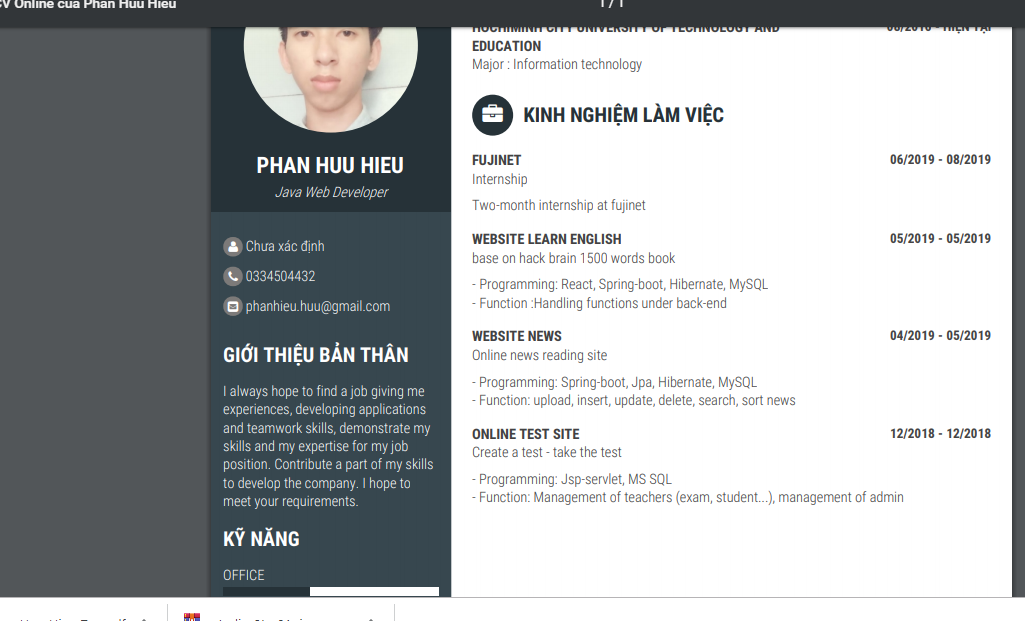 CV Online của Phan Huu Hieu
1 / 1
PHAN HUU HIEU
Java Web Developer
Chưa xác định
0334504432
phanhieu.huu@gmail.com
GIỚI THIỆU BẢN THÂN
I always hope to find a job giving me
experiences, developing applications
and teamwork skills, demonstrate my
skills and my expertise for my job
position. Contribute a part of my skills
to develop the company. I hope to
meet your requirements.
KỸ NĂNG
OFFICE
HOCHIMINH CITY UNIVERSITY OF TECHNOLOGY AND
08/2016 - HIỆN TẠI
EDUCATION
Major : Information technology
KINH NGHIỆM LÀM VIỆC
FUJINET
06/2019 - 08/2019
Internship
Two-month internship at fujinet
WEBSITE LEARN ENGLISH
05/2019 - 05/2019
base on hack brain 1500 words book
- Programming: React, Spring-boot, Hibernate, MySQL
- Function :Handling functions under back-end
WEBSITE NEWS
04/2019 - 05/2019
Online news reading site
- Programming: Spring-boot, Jpa, Hibernate, MySQL
- Function: upload, insert, update, delete, search, sort news
ONLINE TEST SITE
12/2018 - 12/2018
Create a test - take the test
- Programming: Jsp-servlet, MS SQL
- Function: Management of teachers (exam, student...), management of admin